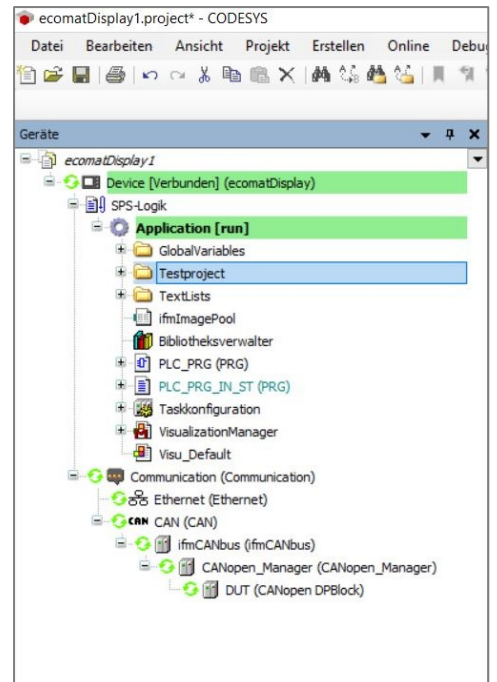 ecomatDisplay1.project* - CODESYS
Datei Bearbeiten Ansicht Projekt Erstellen Online Debu
Geräte
ecomatDisplay1
Device [Verbunden] (ecomatDisplay)
SPS-Logik
Application [run]
GlobalVariables
Testproject
TextLists
ifmImagePool
Bibliotheksverwalter
PLC_PRG (PRG)
PLC_PRG_IN_ST (PRG)
Taskkonfiguration
VisualizationManager
Visu_Default
Communication (Communication)
Ethernet (Ethernet)
CAN CAN (CAN)
ifmCANbus (ifmCANbus)
CANopen_Manager (CANopen_Manager)
DUT (CANopen DPBlock)